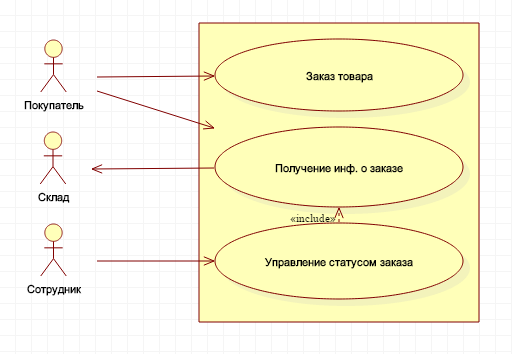 Заказ товара
Покупатель
Получение инф. о заказе
Склад
«include»
Управление статусом заказа
Сотрудник